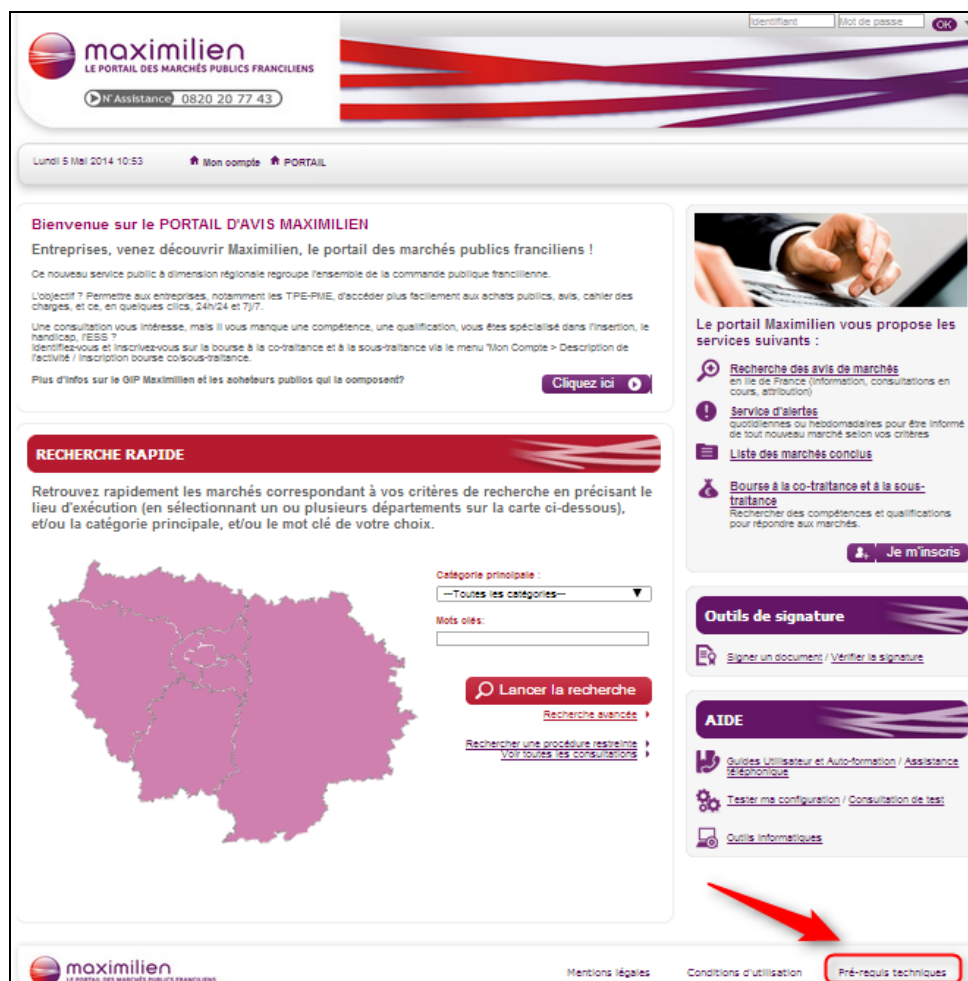 Identifiant Mot de passe OK
maximilien
LE PORTAIL DES MARCHÉS PUBLICS FRANCILIENS
N°Assistance 0820 20 77 43
Lundi 5 Mai 2014 10:53 Mon compte PORTAIL
Bienvenue sur le PORTAIL D'AVIS MAXIMILIEN
Entreprises, venez découvrir Maximilien, le portail des marchés publics franciliens !
Ce nouveau service public à dimension régionale regroupe l'ensemble de la commande publique francilienne.
L'objectif ? Permettre aux entreprises, notamment les TPE-PME, d'accéder plus facilement aux achats publics, avis, cahier des
charges, et ce, en quelques clics, 24h/24 et 7j/7.
Une consultation vous intéresse, mais il vous manque une compétence, une qualification, vous êtes spécialisé dans l'insertion, le
handicap, l'ESS ?
Identifiez-vous et inscrivez-vous sur la bourse à la co-traitance et à la sous-traitance via le menu "Mon Compte > Description de
l'activité / Inscription bourse co/sous-traitance.
Plus d'infos sur le GIP Maximilien et les acheteurs publics qui la composent?
Cliquez ici
RECHERCHE RAPIDE
Retrouvez rapidement les marchés correspondant à vos critères de recherche en précisant le
lieu d'exécution (en sélectionnant un ou plusieurs départements sur la carte ci-dessous),
et/ou la catégorie principale, et/ou le mot clé de votre choix.
Catégorie principale :
---Toutes les catégories---
Mots clés:
Lancer la recherche
Recherche avancée
Rechercher une procédure restreinte
Voir toutes les consultations
Le portail Maximilien vous propose les
services suivants :
Recherche des avis de marchés
en Ile de France (information, consultations en
cours, attribution)
Service d'alertes
quotidiennes ou hebdomadaires pour être informé
de tout nouveau marché selon vos critères
Liste des marchés conclus
Bourse à la co-traitance et à la sous-
traitance
Rechercher des compétences et qualifications
pour répondre aux marchés.
Je m'inscris
Outils de signature
Signer un document / Vérifier la signature
AIDE
Guides Utilisateur et Auto-formation / Assistance
téléphonique
Tester ma configuration / Consultation de test
Outils informatiques
maximilien
LE PORTAIL DES MARCHÉS PUBLICS FRANCILIENS
Mentions légales Conditions d'utilisation Pré-requis techniques